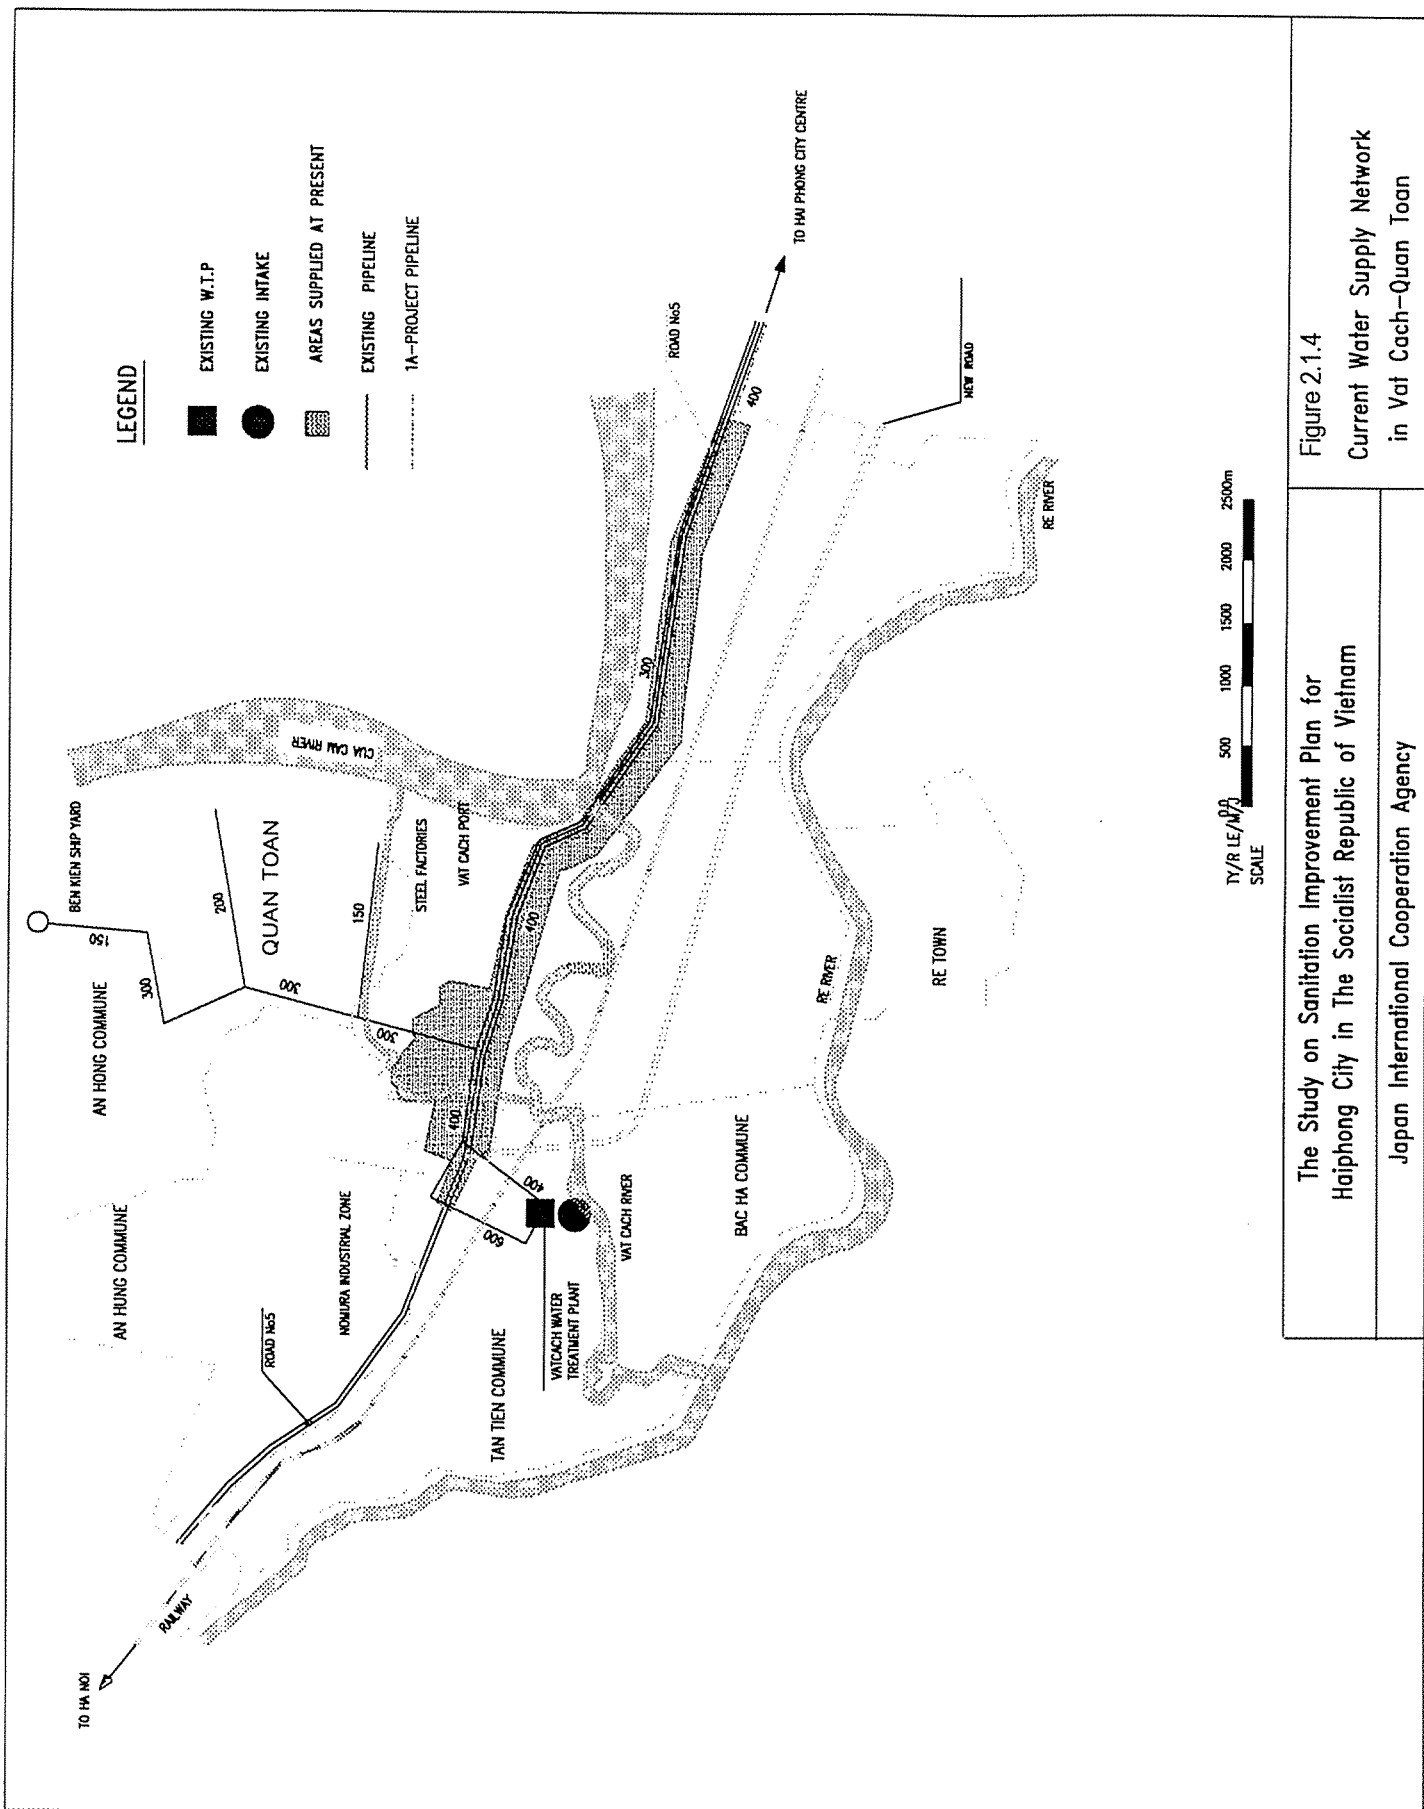 LEGEND
EXISTING W.T.P
EXISTING INTAKE
AREAS SUPPLIED AT PRESENT
EXISTING PIPELINE
1A-PROJECT PIPELINE
TO HA NOI
RAILWAY
ROAD No5
AN HUNG COMMUNE
NOMURA INDUSTRIAL ZONE
TAN TIEN COMMUNE
VATCACH WATER
TREATMENT PLANT
600
400
400
VAT CACH RIVER
BAC HA COMMUNE
AN HONG COMMUNE
150
300
BEN KIEN SHIP YARD
200
QUAN TOAN
300
150
300
STEEL FACTORIES
VAT CACH PORT
CUA CAM RIVER
400
300
RE RIVER
RE TOWN
ROAD No5
400
TO HAI PHONG CITY CENTRE
NEW ROAD
RE RIVER
0.0 500 1000 1500 2000 2500m
TY/R LE/M/J
SCALE
The Study on Sanitation Improvement Plan for
Haiphong City in The Socialist Republic of Vietnam
Japan International Cooperation Agency
Figure 2.1.4
Current Water Supply Network
in Vat Cach-Quan Toan